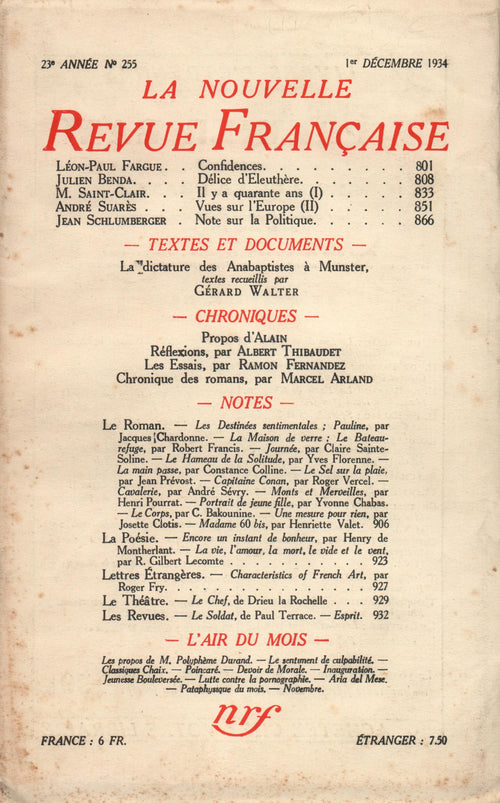 23e ANNÉE No 255 1er DÉCEMBRE 1934
LA NOUVELLE
REVUE FRANÇAISE
LÉON-PAUL FARGUE . . Confidences. . . . . . . . . 801
JULIEN BENDA. . . . Délice d'Eleuthère. . . . . . . 808
M. SAINT-CLAIR. . . . Il y a quarante ans (I) . . . . . 833
ANDRÉ SUARÈS . . . Vues sur l'Europe (II) . . . . . 851
JEAN SCHLUMBERGER . Note sur la Politique. . . . . . 866
— TEXTES ET DOCUMENTS —
La dictature des Anabaptistes à Munster,
textes recueillis par
GÉRARD WALTER
— CHRONIQUES —
Propos d'ALAIN
Réflexions, par ALBERT THIBAUDET
Les Essais, par RAMON FERNANDEZ
Chronique des romans, par MARCEL ARLAND
— NOTES —
Le Roman. — Les Destinées sentimentales ; Pauline, par
Jacques Chardonne. — La Maison de verre : Le Bateau-
refuge, par Robert Francis. — Journée, par Claire Sainte-
Soline. — Le Hameau de la Solitude, par Yves Florenne. —
La main passe, par Constance Colline. — Le Sel sur la plaie,
par Jean Prévost. — Capitaine Conan, par Roger Vercel. —
Cavalerie, par André Sévry. — Monts et Merveilles, par
Henri Pourrat. — Portrait de jeune fille, par Yvonne Chabas.
— Le Corps, par C. Bakounine. — Une mesure pour rien, par
Josette Clotis. — Madame 60 bis, par Henriette Valet. 906
La Poésie. — Encore un instant de bonheur, par Henry de
Montherlant. — La vie, l'amour, la mort, le vide et le vent,
par R. Gilbert Lecomte . . . . . . . . . . . 923
Lettres Étrangères. — Characteristics of French Art, par
Roger Fry. . . . . . . . . . . . . . . . 927
Le Théâtre. — Le Chef, de Drieu la Rochelle . . . 929
Les Revues. — Le Soldat, de Paul Terrace. — Esprit. 932
— L'AIR DU MOIS —
Les propos de M. Polyphème Durand. — Le sentiment de culpabilité. —
Classiques Chaix. — Poincaré. — Devoir de Morale. — Inauguration. —
Jeunesse Bouleversée. — Lutte contre la pornographie. — Arla del Mese.
— Pataphysique du mois. — Novembre.
nrf
FRANCE : 6 FR. ÉTRANGER : 7.50